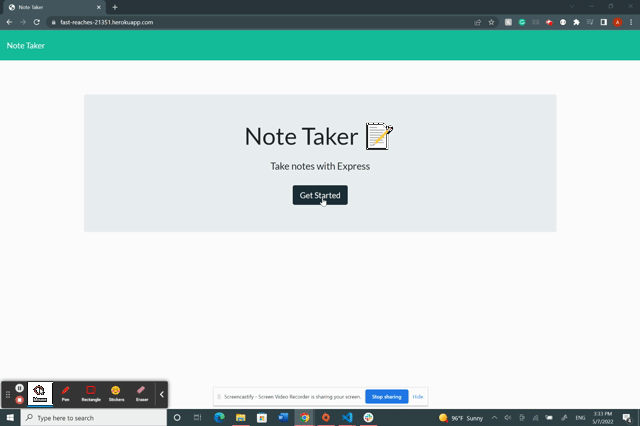 Note Taker
fast-reaches-21351.herokuapp.com
Note Taker
Note Taker
Take notes with Express
Get Started
Pen
Rectangle
Stickers
Eraser
Screencastify - Screen Video Recorder is sharing your screen.
Stop sharing
Hide
Type here to search
96°F Sunny
ENG
3:33 PM
5/7/2022